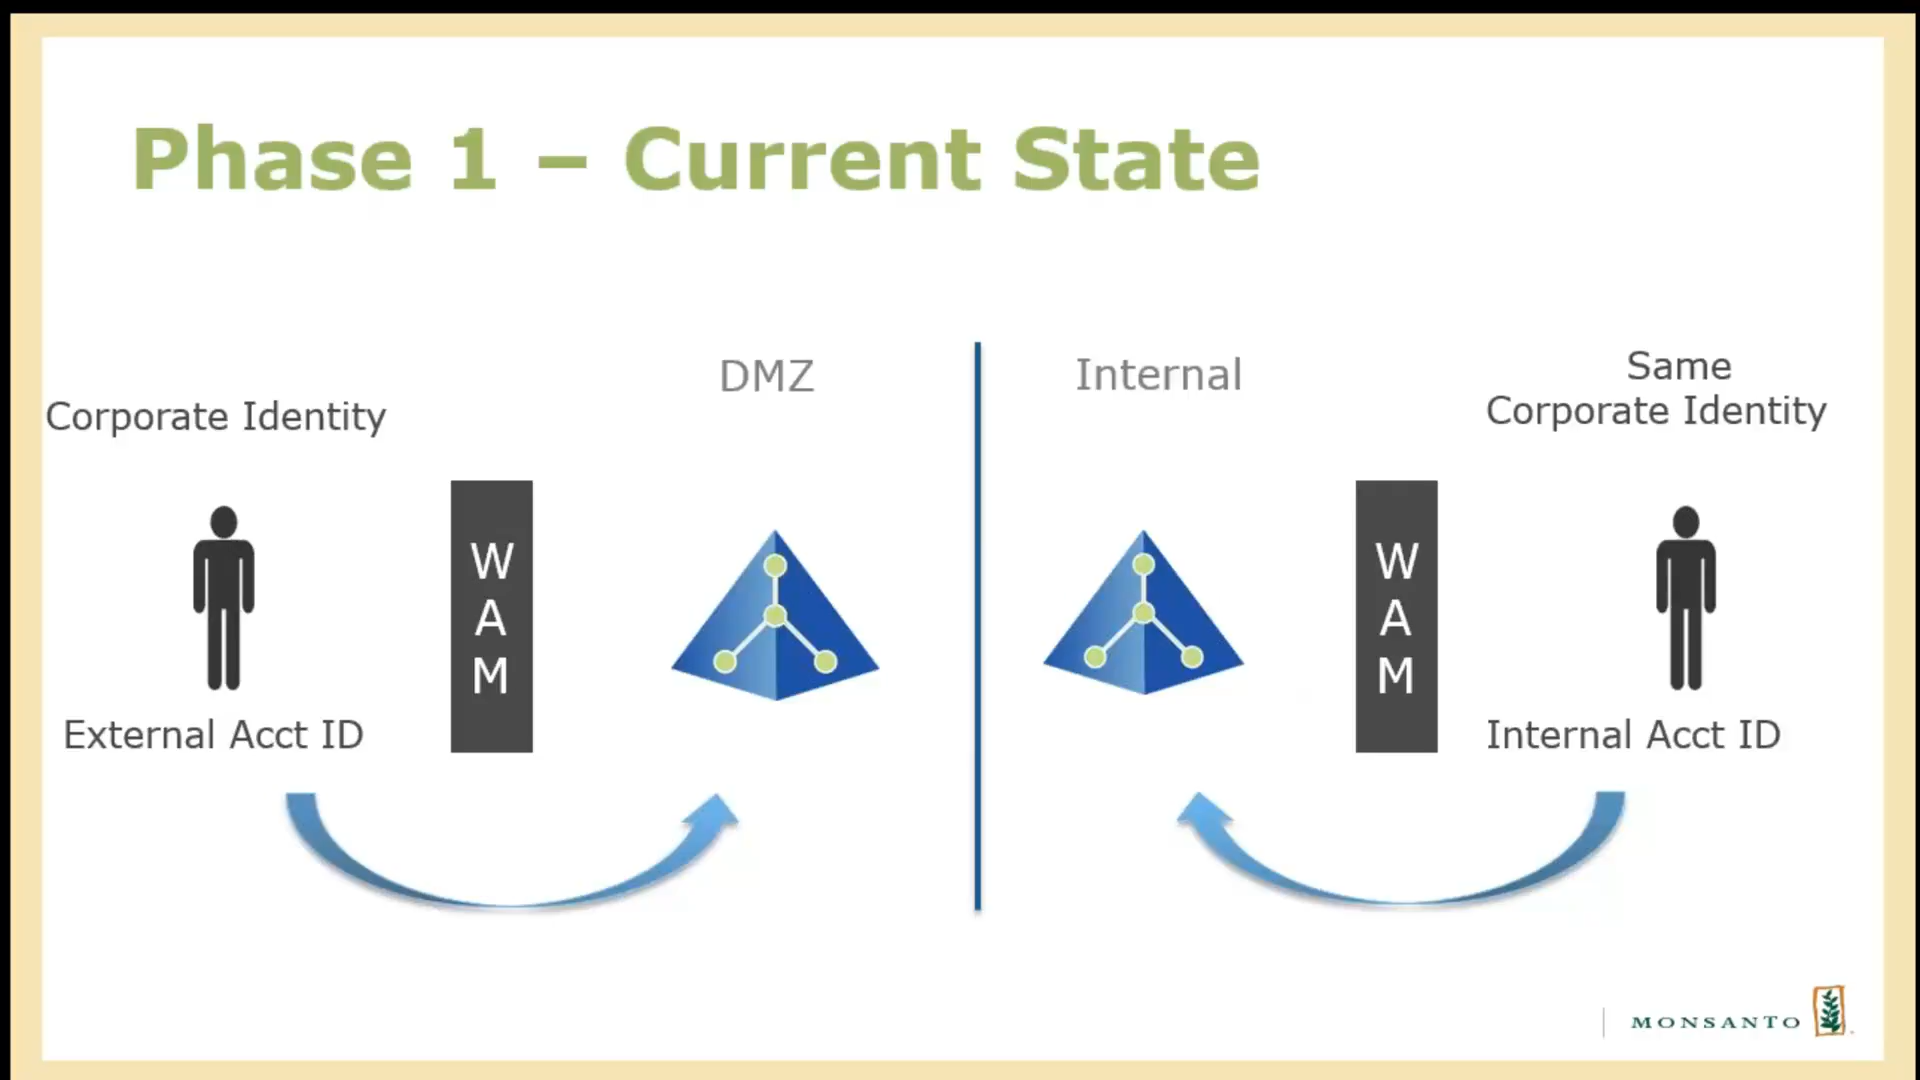 Phase 1 – Current State
DMZ
Internal
Same
Corporate Identity
Corporate Identity
W
A
M
W
A
M
External Acct ID
Internal Acct ID
MONSANTO